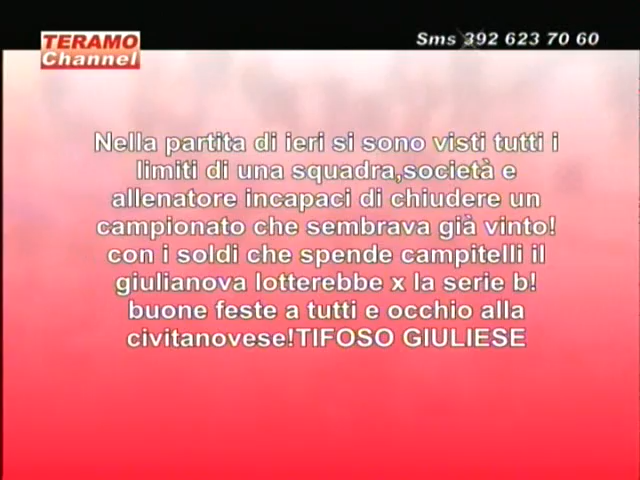 TERAMO
Channel
Sms 392 623 70 60
Nella partita di ieri si sono visti tutti i
limiti di una squadra,società e
allenatore incapaci di chiudere un
campionato che sembrava già vinto!
con i soldi che spende campitelli il
giulianova lotterebbe x la serie b!
buone feste a tutti e occhio alla
civitanovese!TIFOSO GIULIESE